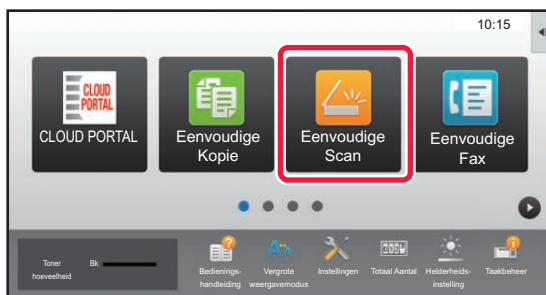 10:15
CLOUD
PORTAL
CLOUD PORTAL
Eenvoudige
Kopie
Eenvoudige
Scan
Eenvoudige
Fax
Toner
hoeveelheid
Bk
Bedienings-
handleiding
Vergrote
weergavemodus
Instellingen
Totaal Aantal
Helderheids-
instelling
Taakbeheer